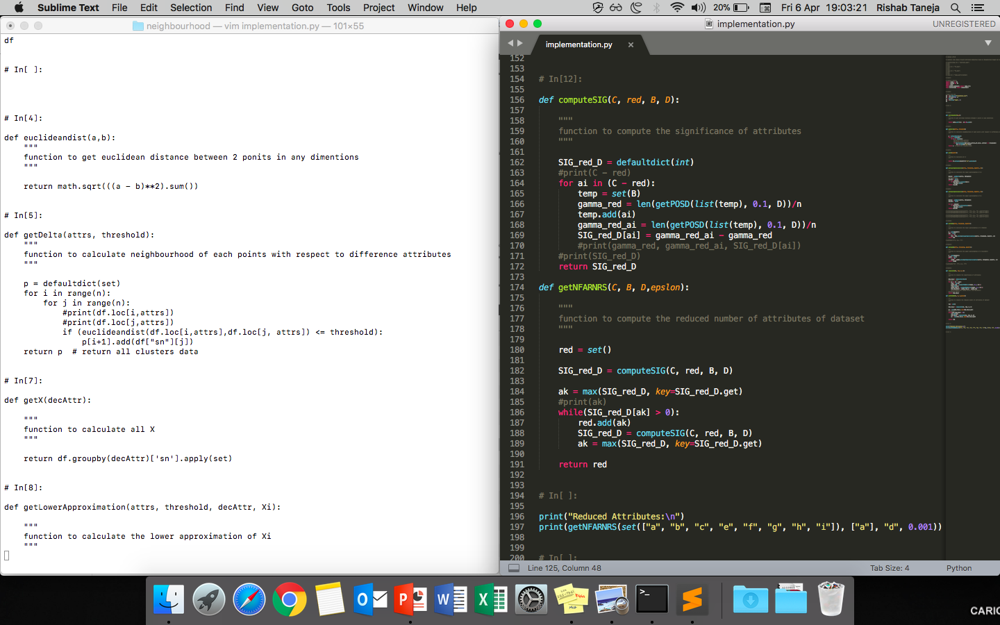 Sublime Text File Edit Selection Find View Goto Tools Project Window Help 20% Fri 6 Apr 19:03:21 Rishab Taneja
neighbourhood — vim implementation.py — 101×55
df
# In[ ]:
# In[4]:
def euclideandist(a,b):
"""
function to get euclidean distance between 2 ponits in any dimentions
"""
return math.sqrt(((a - b)**2).sum())
# In[5]:
def getDelta(attrs, threshold):
"""
function to calculate neighbourhood of each points with respect to difference attributes
"""
p = defaultdict(set)
for i in range(n):
for j in range(n):
#print(df.loc[i,attrs])
#print(df.loc[j,attrs])
if (euclideandist(df.loc[i,attrs],df.loc[j, attrs]) <= threshold):
p[i+1].add(df["sn"][j])
return p  # return all clusters data
# In[7]:
def getX(decAttr):
"""
function to calculate all X
"""
return df.groupby(decAttr)['sn'].apply(set)
# In[8]:
def getLowerApproximation(attrs, threshold, decAttr, Xi):
"""
function to calculate the lower approximation of Xi
"""
implementation.py
UNREGISTERED
implementation.py ×
152
153
154 # In[12]:
155
156 def computeSIG(C, red, B, D):
157
158 """
159 function to compute the significance of attributes
160 """
161
162 SIG_red_D = defaultdict(int)
163 #print(C - red)
164 for ai in (C - red):
165 temp = set(B)
166 gamma_red = len(getPOSD(list(temp), 0.1, D))/n
167 temp.add(ai)
168 gamma_red_ai = len(getPOSD(list(temp), 0.1, D))/n
169 SIG_red_D[ai] = gamma_red_ai - gamma_red
170 #print(gamma_red, gamma_red_ai, SIG_red_D[ai])
171 #print(SIG_red_D)
172 return SIG_red_D
173
174 def getNFARNRS(C, B, D,epslon):
175
176 """
177 function to compute the reduced number of attributes of dataset
178 """
179
180 red = set()
181
182 SIG_red_D = computeSIG(C, red, B, D)
183
184 ak = max(SIG_red_D, key=SIG_red_D.get)
185 #print(ak)
186 while(SIG_red_D[ak] > 0):
187 red.add(ak)
188 SIG_red_D = computeSIG(C, red, B, D)
189 ak = max(SIG_red_D, key=SIG_red_D.get)
190
191 return red
192
193
194 # In[ ]:
195
196 print("Reduced Attributes:\n")
197 print(getNFARNRS(set(["a", "b", "c", "e", "f", "g", "h", "i"]), ["a"], "d", 0.001))
198
199
200 # In[ ]:
Line 125, Column 48
Tab Size: 4
Python
CARIO